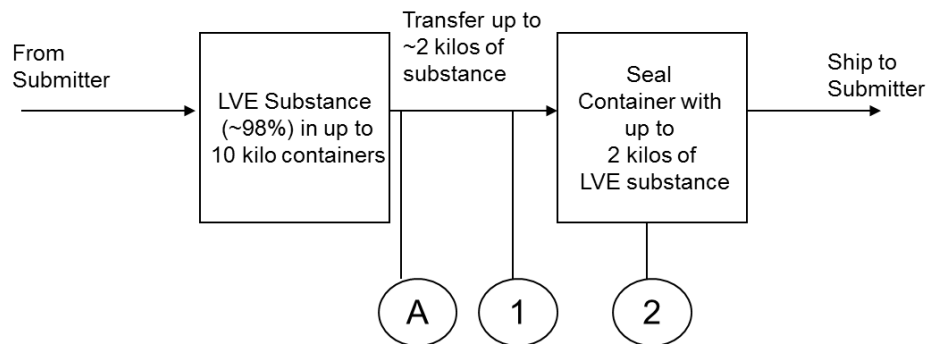 From
Submitter
LVE Substance
(~98%) in up to
10 kilo containers
Transfer up to
~2 kilos of
substance
Seal
Container with
up to
2 kilos of
LVE substance
Ship to
Submitter
A
1
2